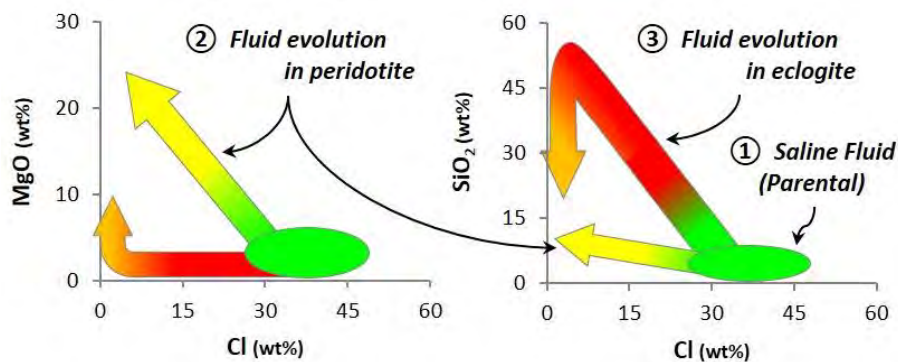 30
20
10
0
MgO (wt%)
0 15 30 45 60
Cl (wt%)
② Fluid evolution
in peridotite
60
45
30
15
0
SiO₂ (wt%)
0 15 30 45 60
Cl (wt%)
③ Fluid evolution
in eclogite
① Saline Fluid
(Parental)